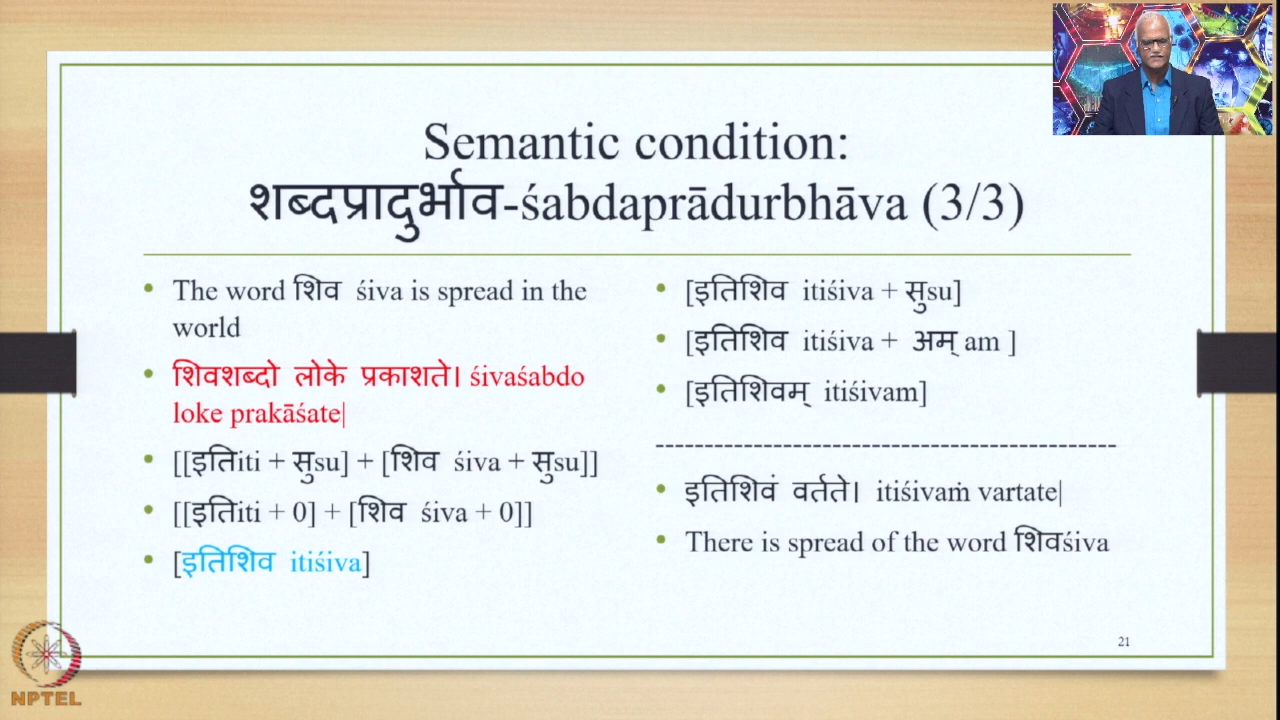 Semantic condition:
शब्दप्रादुर्भाव-śabdaprādurbhāva (3/3)
• The word शिव śiva is spread in the
world
• शिवशब्दो लोके प्रकाशते। śivaśabdo
loke prakāśate|
• [[इतिiti + सुsu] + [शिव śiva + सुsu]]
• [[इतिiti + 0] + [शिव śiva + 0]]
• [इतिशिव itiśiva]
• [इतिशिव itiśiva + सुsu]
• [इतिशिव itiśiva + अम् am ]
• [इतिशिवम् itiśivam]
-----------------------------------------------
• इतिशिवं वर्तते। itiśivaṁ vartate|
• There is spread of the word शिवśiva
21
NPTEL